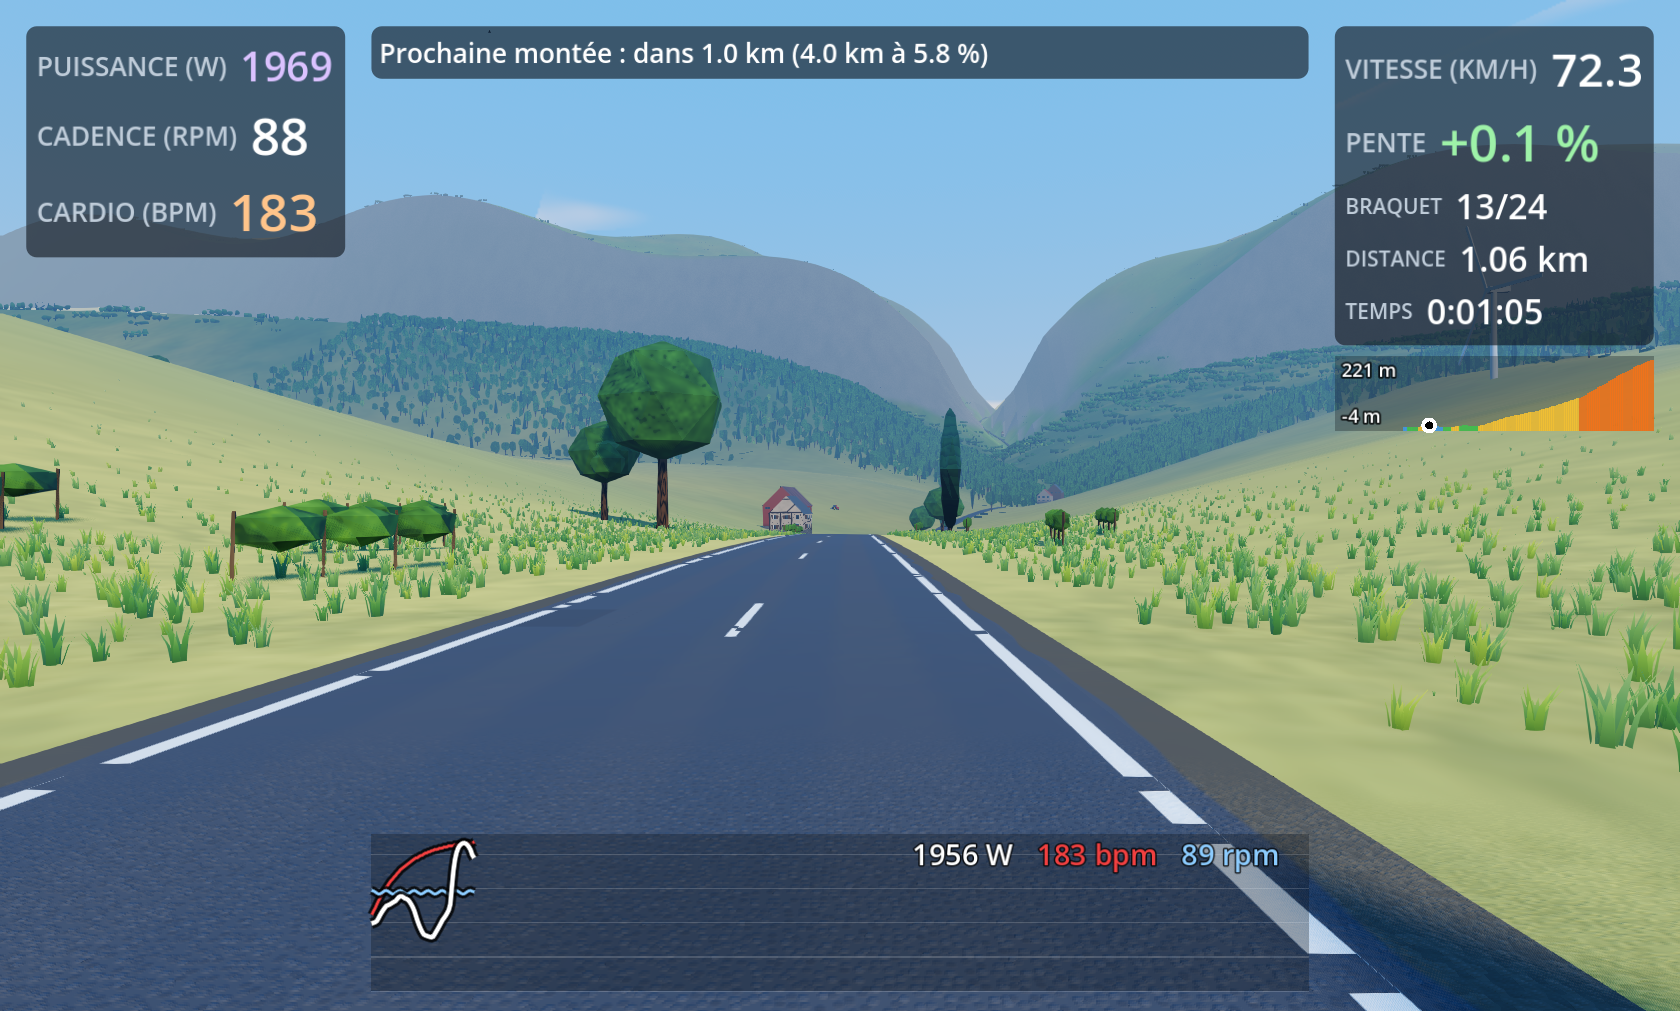 PUISSANCE (W) 1969
CADENCE (RPM) 88
CARDIO (BPM) 183
Prochaine montée : dans 1.0 km (4.0 km à 5.8 %)
VITESSE (KM/H) 72.3
PENTE +0.1 %
BRAQUET 13/24
DISTANCE 1.06 km
TEMPS 0:01:05
221 m
-4 m
1956 W 183 bpm 89 rpm